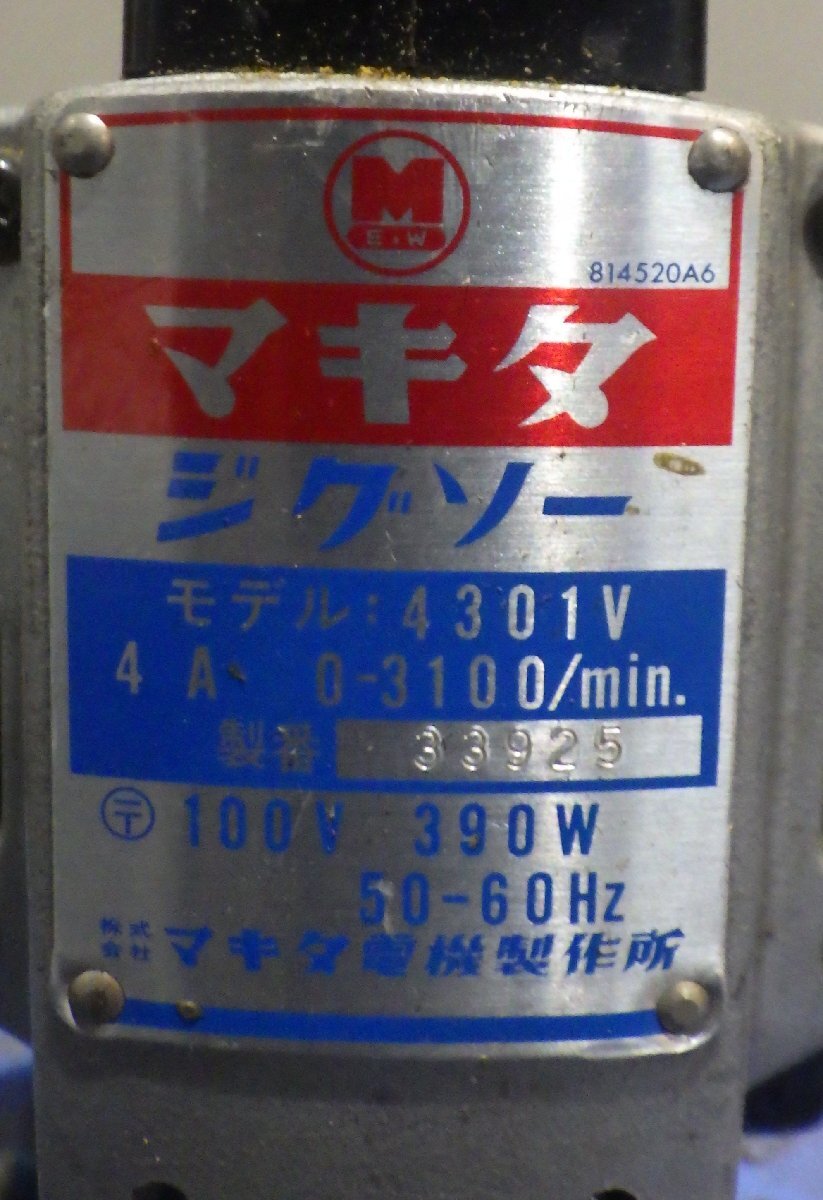 M
E.W
814520A6
マキタ
ジグソー
モデル:4301V
4A 0-3100/min.
製番 33925
〒 100V 390W
50-60Hz
株式会社 マキタ電機製作所